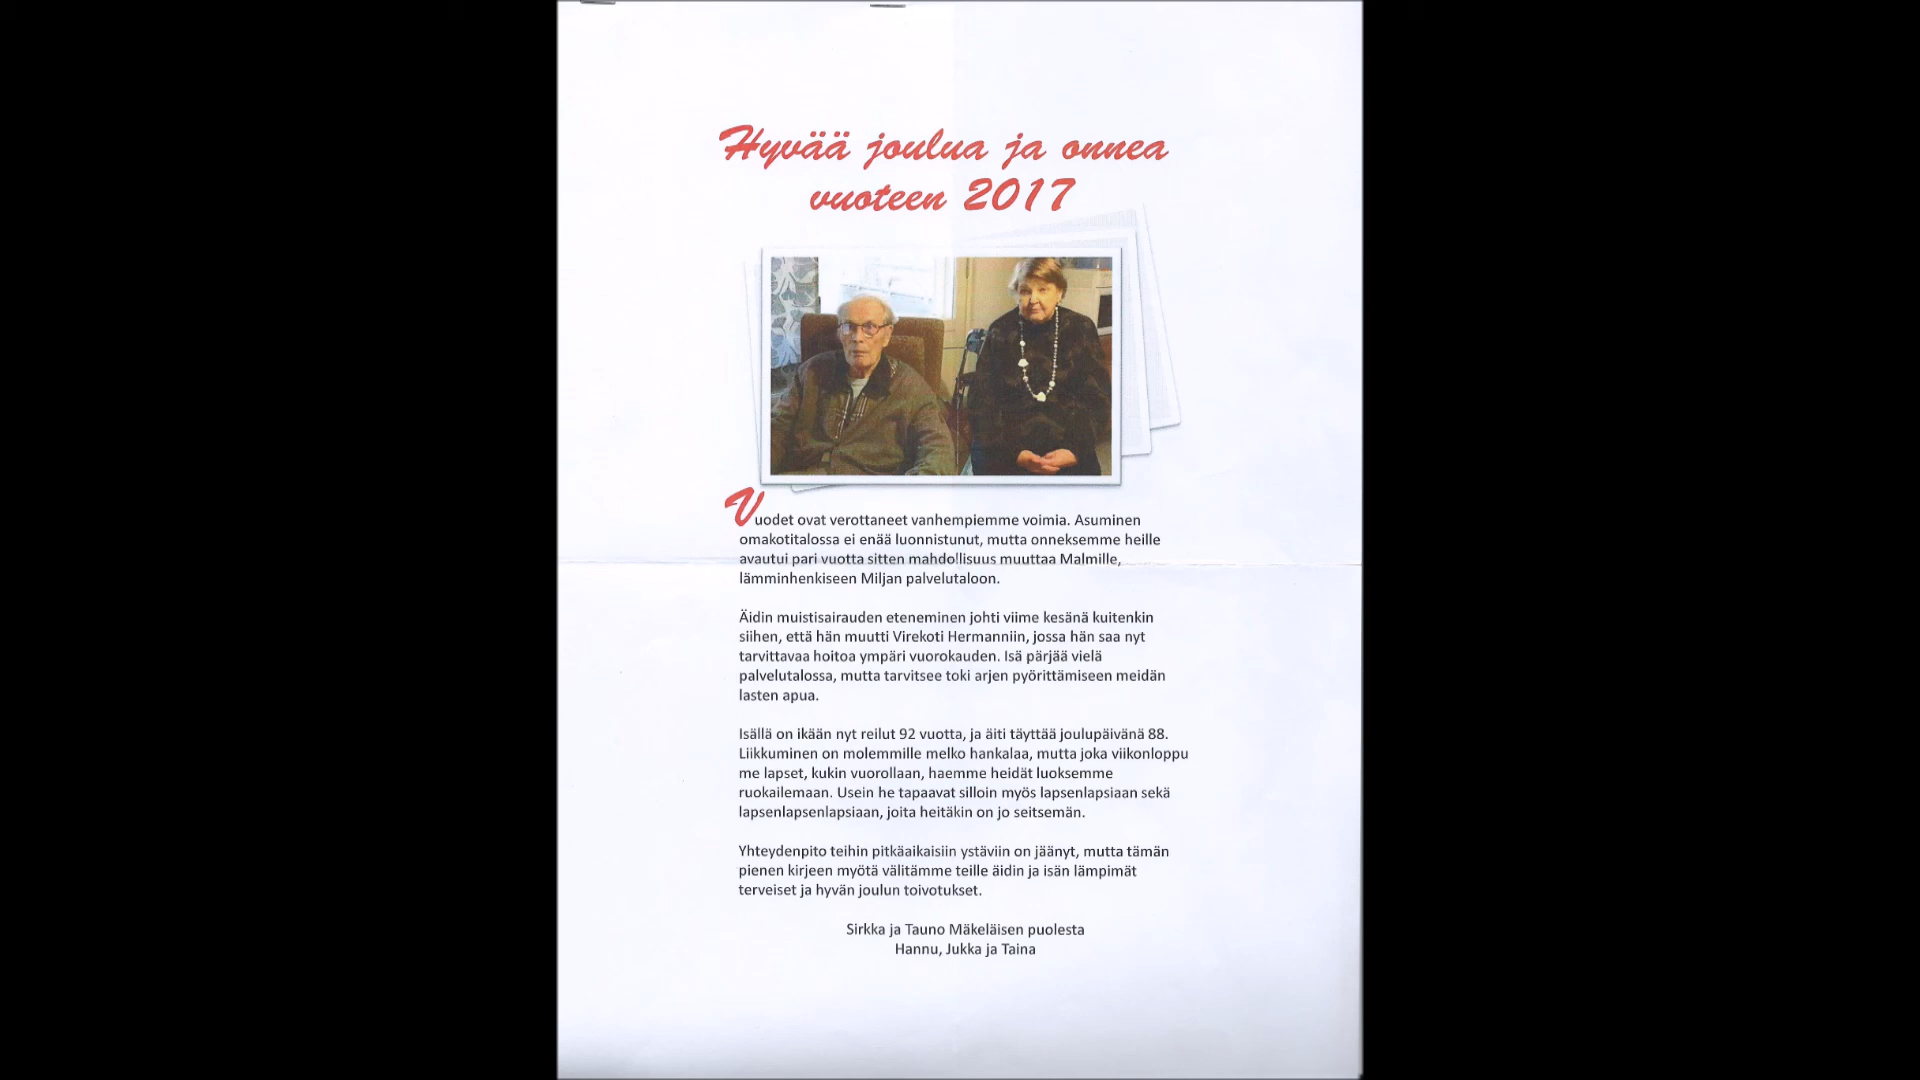 Hyvää joulua ja onnea
vuoteen 2017
Vuodet ovat verottaneet vanhempiemme voimia. Asuminen
omakotitalossa ei enää luonnistunut, mutta onneksemme heille
avautui pari vuotta sitten mahdollisuus muuttaa Malmille,
lämminhenkiseen Miljan palvelutaloon.
Äidin muistisairauden eteneminen johti viime kesänä kuitenkin
siihen, että hän muutti Virekoti Hermanniin, jossa hän saa nyt
tarvittavaa hoitoa ympäri vuorokauden. Isä pärjää vielä
palvelutalossa, mutta tarvitsee toki arjen pyörittämiseen meidän
lasten apua.
Isällä on ikään nyt reilut 92 vuotta, ja äiti täyttää joulupäivänä 88.
Liikkuminen on molemmille melko hankalaa, mutta joka viikonloppu
me lapset, kukin vuorollaan, haemme heidät luoksemme
ruokailemaan. Usein he tapaavat silloin myös lapsenlapsiaan sekä
lapsenlapsenlapsiaan, joita heitäkin on jo seitsemän.
Yhteydenpito teihin pitkäaikaisiin ystäviin on jäänyt, mutta tämän
pienen kirjeen myötä välitämme teille äidin ja isän lämpimät
terveiset ja hyvän joulun toivotukset.
Sirkka ja Tauno Mäkeläisen puolesta
Hannu, Jukka ja Taina